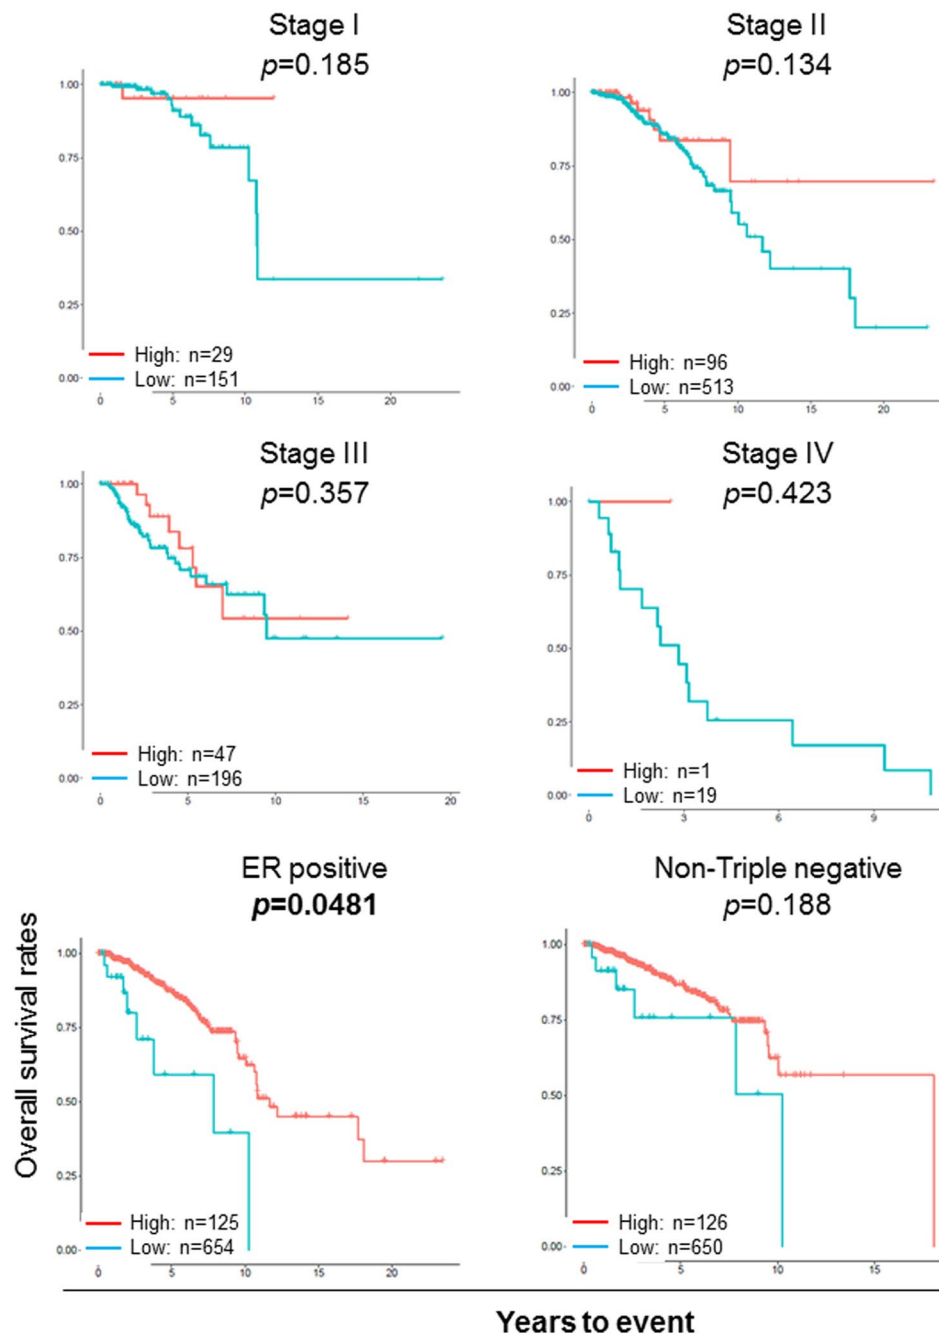 Stage I
p=0.185
1.00
0.75
0.50
0.25
0.00
High: n=29
Low: n=151
0 5 10 15 20
Stage II
p=0.134
1.00
0.75
0.50
0.25
0.00
High: n=96
Low: n=513
0 5 10 15 20
Stage III
p=0.357
1.00
0.75
0.50
0.25
0.00
High: n=47
Low: n=196
0 5 10 15 20
Stage IV
p=0.423
1.00
0.75
0.50
0.25
0.00
High: n=1
Low: n=19
0 3 6 9
ER positive
p=0.0481
1.00
0.75
0.50
0.25
0.00
High: n=125
Low: n=654
0 5 10 15 20
Non-Triple negative
p=0.188
1.00
0.75
0.50
0.25
0.00
High: n=126
Low: n=650
0 5 10 15
Overall survival rates
Years to event